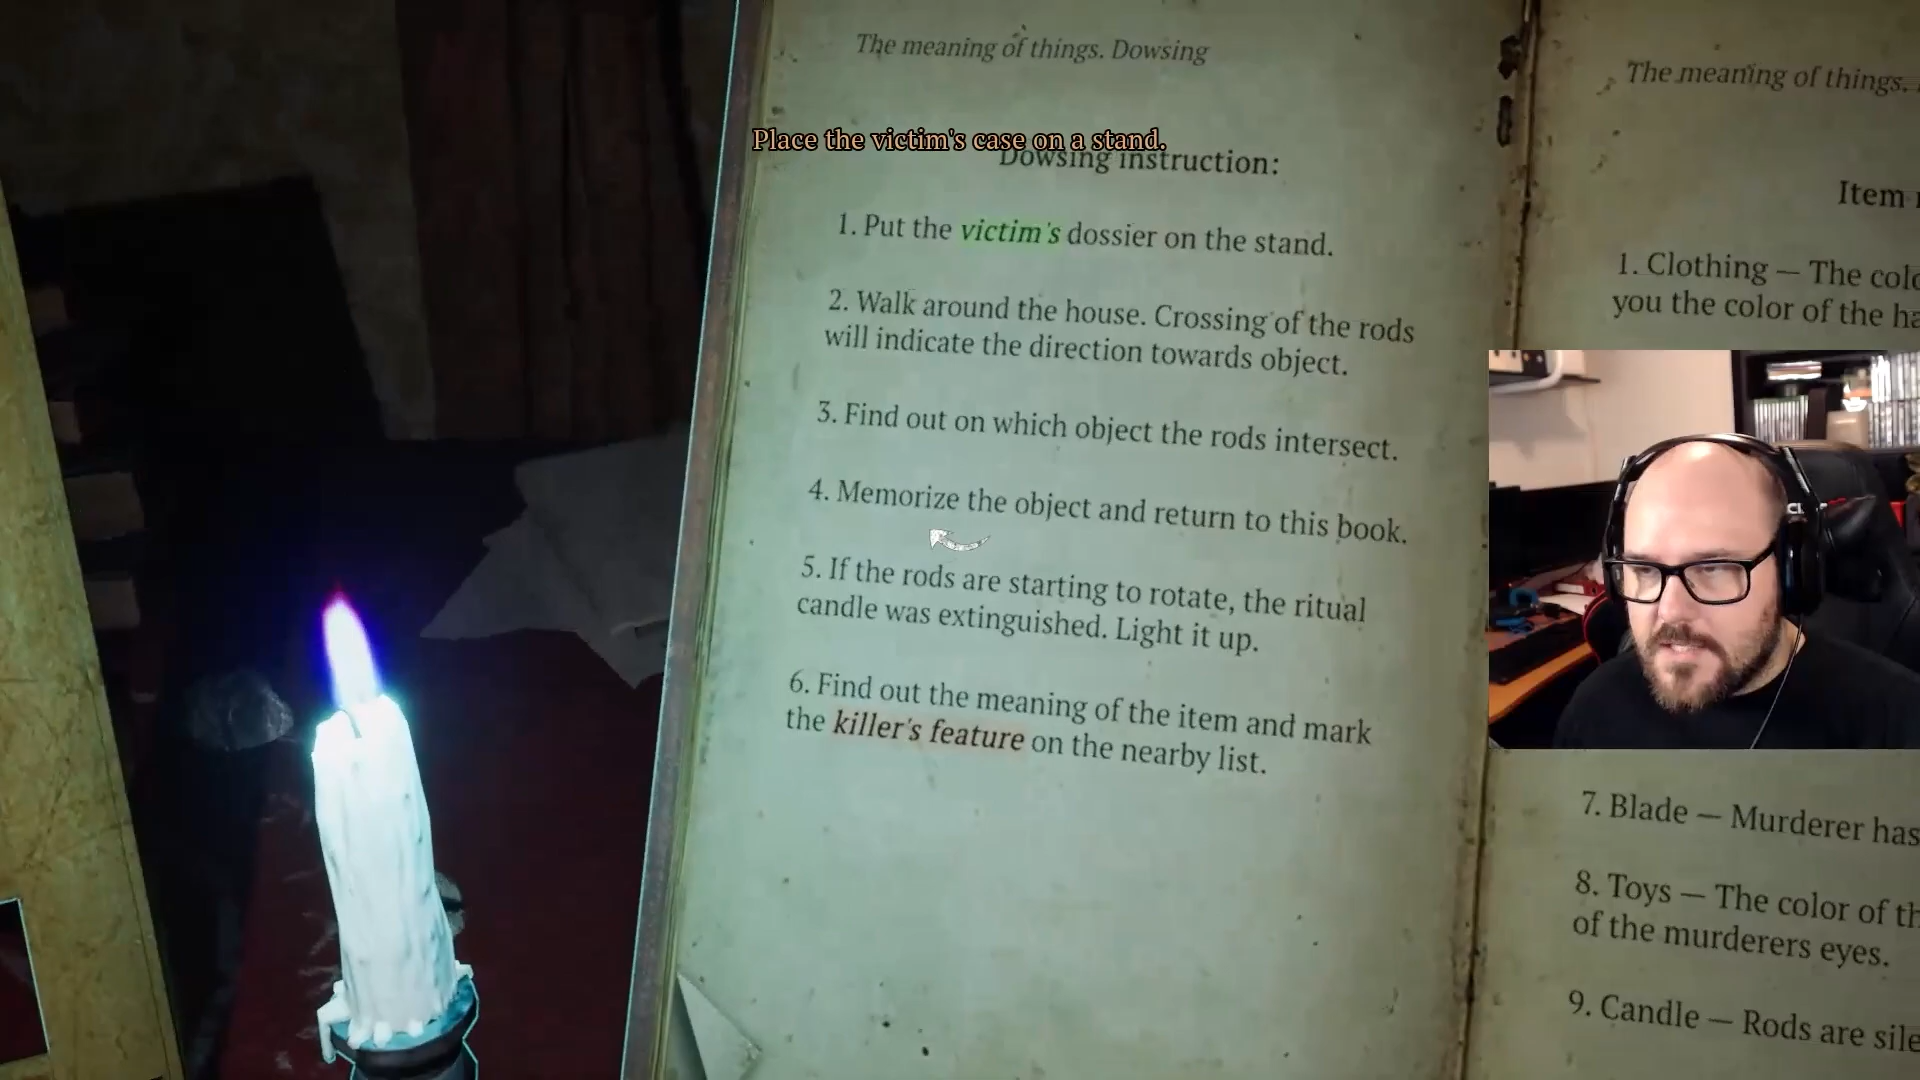 The meaning of things. Dowsing
Place the victim's case on a stand.
Dowsing instruction:
1. Put the victim's dossier on the stand.
2. Walk around the house. Crossing of the rods
will indicate the direction towards object.
3. Find out on which object the rods intersect.
4. Memorize the object and return to this book.
5. If the rods are starting to rotate, the ritual
candle was extinguished. Light it up.
6. Find out the meaning of the item and mark
the killer's feature on the nearby list.
The meaning of things.
Item
1. Clothing — The
you the color of the
7. Blade — Murderer has
8. Toys — The color of
of the murderers eyes.
9. Candle — Rods are